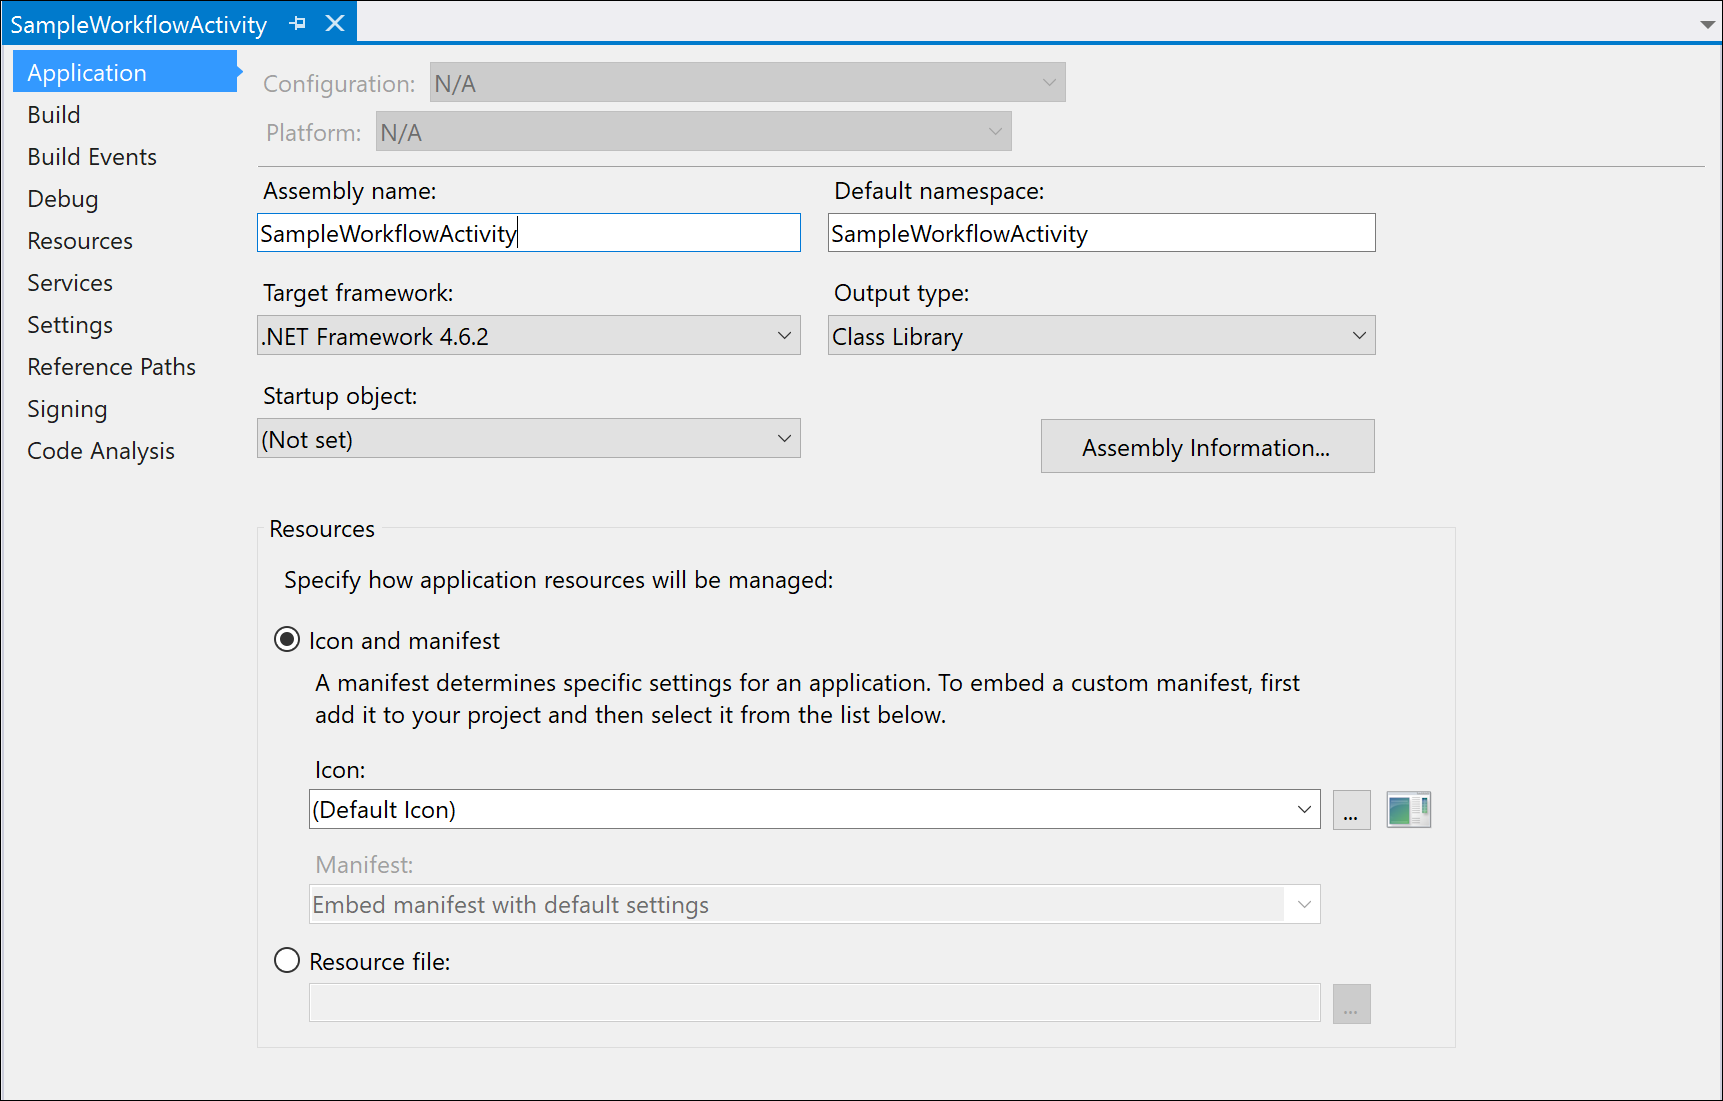 SampleWorkflowActivity
Application
Build
Build Events
Debug
Resources
Services
Settings
Reference Paths
Signing
Code Analysis
Configuration: N/A
Platform: N/A
Assembly name:
SampleWorkflowActivity
Default namespace:
SampleWorkflowActivity
Target framework:
.NET Framework 4.6.2
Output type:
Class Library
Startup object:
(Not set)
Assembly Information...
Resources
Specify how application resources will be managed:
Icon and manifest
A manifest determines specific settings for an application. To embed a custom manifest, first
add it to your project and then select it from the list below.
Icon:
(Default Icon)
...
Manifest:
Embed manifest with default settings
Resource file:
...